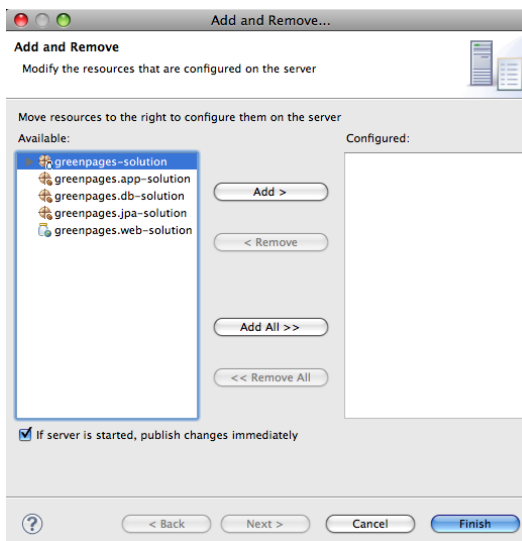 Add and Remove...
Add and Remove
Modify the resources that are configured on the server
Move resources to the right to configure them on the server
Available:
Configured:
greenpages-solution
greenpages.app-solution
greenpages.db-solution
greenpages.jpa-solution
greenpages.web-solution
Add >
< Remove
Add All >>
<< Remove All
If server is started, publish changes immediately
?
< Back
Next >
Cancel
Finish